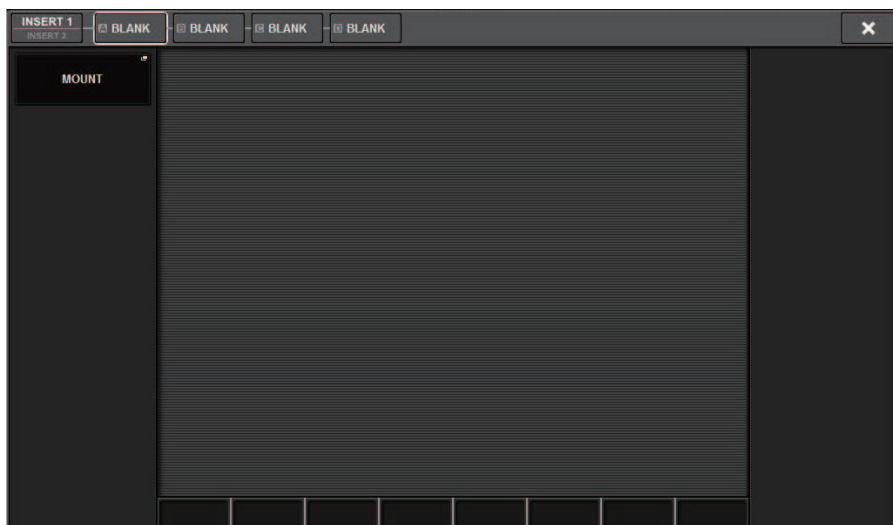 INSERT 1
INSERT 2
A BLANK
B BLANK
C BLANK
D BLANK
MOUNT